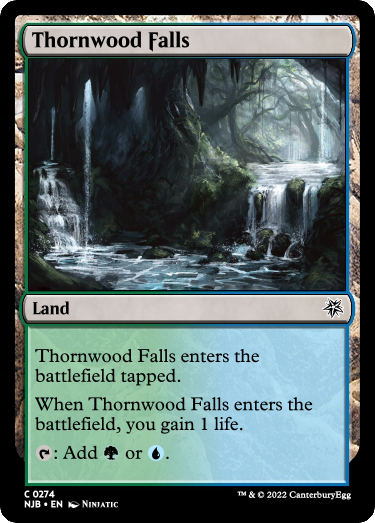 Thornwood Falls
Land
Thornwood Falls enters the
battlefield tapped.
When Thornwood Falls enters the
battlefield, you gain 1 life.
: Add or .
C 0274
NJB • EN Niniatic
™ & © 2022 CanterburyEgg